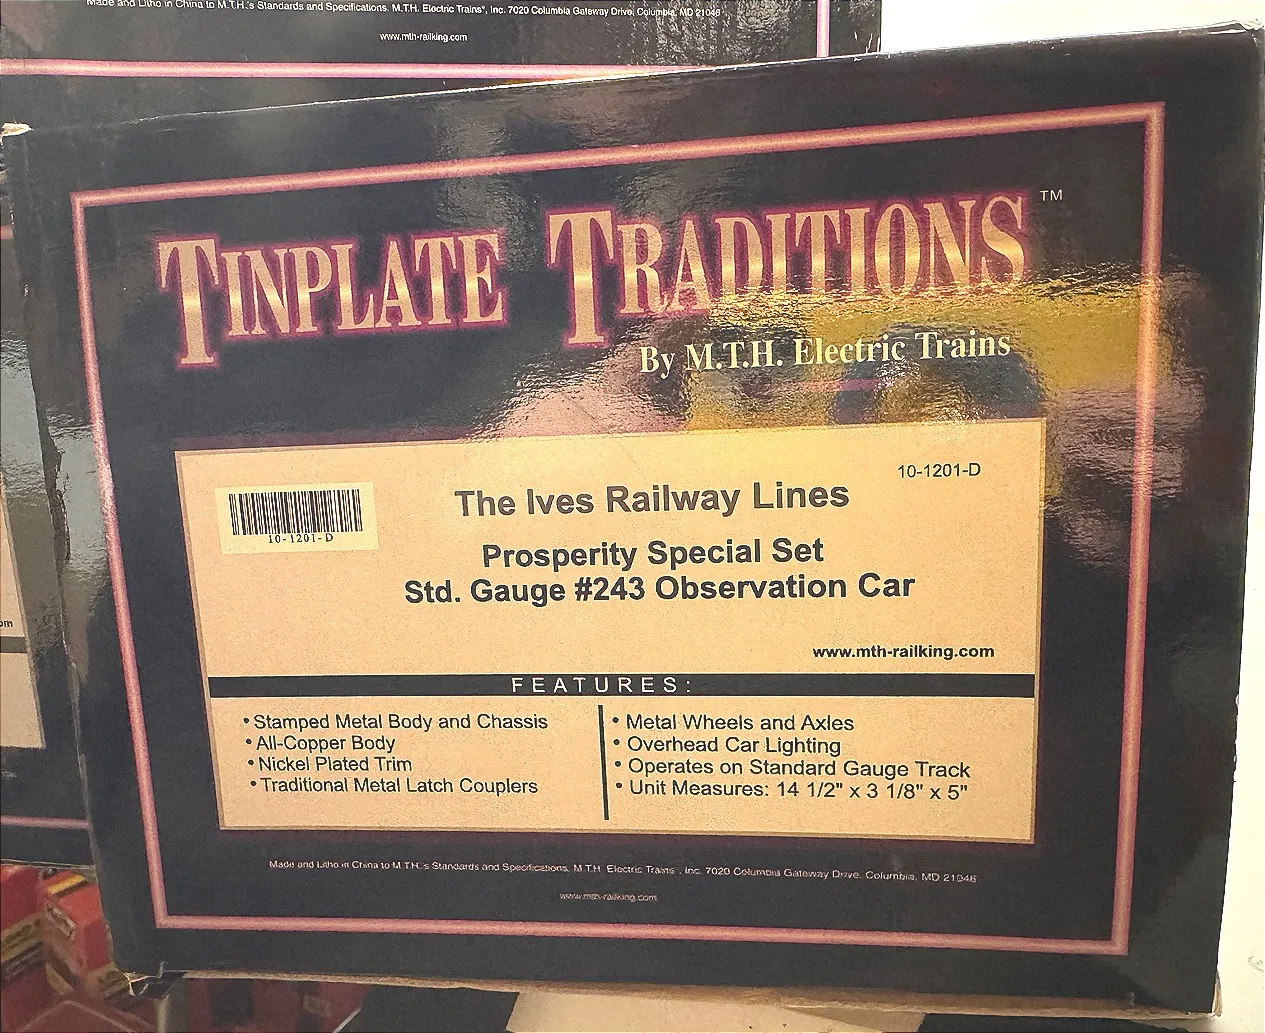 Made and Litho in China to M.T.H.'s Standards and Specifications. M.T.H. Electric Trains®, Inc. 7020 Columbia Gateway Drive, Columbia, MD 21046
www.mth-railking.com
TINPLATE TRADITIONS™
By M.T.H. Electric Trains
10-1201-D
The Ives Railway Lines
10-1201-D
Prosperity Special Set
Std. Gauge #243 Observation Car
www.mth-railking.com
FEATURES:
• Stamped Metal Body and Chassis
• All-Copper Body
• Nickel Plated Trim
• Traditional Metal Latch Couplers
• Metal Wheels and Axles
• Overhead Car Lighting
• Operates on Standard Gauge Track
• Unit Measures: 14 1/2" x 3 1/8" x 5"
Made and Litho in China to M.T.H.'s Standards and Specifications. M.T.H. Electric Trains, Inc. 7020 Columbia Gateway Drive, Columbia, MD 21046
www.mth-railking.com